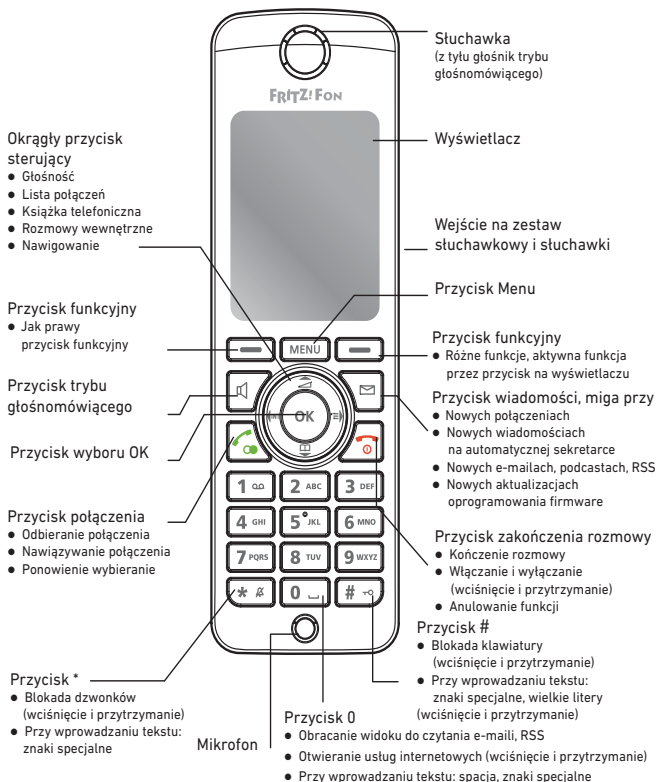 Słuchawka
(z tyłu głośnik trybu
głośnomówiącego)
FRITZ! FON
Okrągły przycisk
sterujący
● Głośność
● Lista połączeń
● Książka telefoniczna
● Rozmowy wewnętrzne
● Nawigowanie
Wyświetlacz
Wejście na zestaw
słuchawkowy i słuchawki
Przycisk Menu
Przycisk funkcyjny
● Jak prawy
przycisk funkcyjny
MENU
Przycisk funkcyjny
● Różne funkcje, aktywna funkcja
przez przycisk na wyświetlaczu
Przycisk trybu
głośnomówiącego
Przycisk wiadomości, miga przy
● Nowych połączeniach
● Nowych wiadomościach
na automatycznej sekretarce
● Nowych e-mailach, podcastach, RSS
● Nowych aktualizacjach
oprogramowania firmware
OK
Przycisk wyboru OK
1 2 ABC 3 DEF
4 GHI 5 JKL 6 MNO
7 PQRS 8 TUV 9 WXYZ
* 0 #
Przycisk połączenia
● Odbieranie połączenia
● Nawiązywanie połączenia
● Ponowienie wybieranie
Przycisk zakończenia rozmowy
● Kończenie rozmowy
● Włączanie i wyłączanie
(wciśnięcie i przytrzymanie)
● Anulowanie funkcji
Przycisk #
● Blokada klawiatury
(wciśnięcie i przytrzymanie)
● Przy wprowadzaniu tekstu:
znaki specjalne, wielkie litery
(wciśnięcie i przytrzymanie)
Przycisk *
● Blokada dzwonków
(wciśnięcie i przytrzymanie)
● Przy wprowadzaniu tekstu:
znaki specjalne
Mikrofon
Przycisk 0
● Obracanie widoku do czytania e-maili, RSS
● Otwieranie usług internetowych (wciśnięcie i przytrzymanie)
● Przy wprowadzaniu tekstu: spacja, znaki specjalne